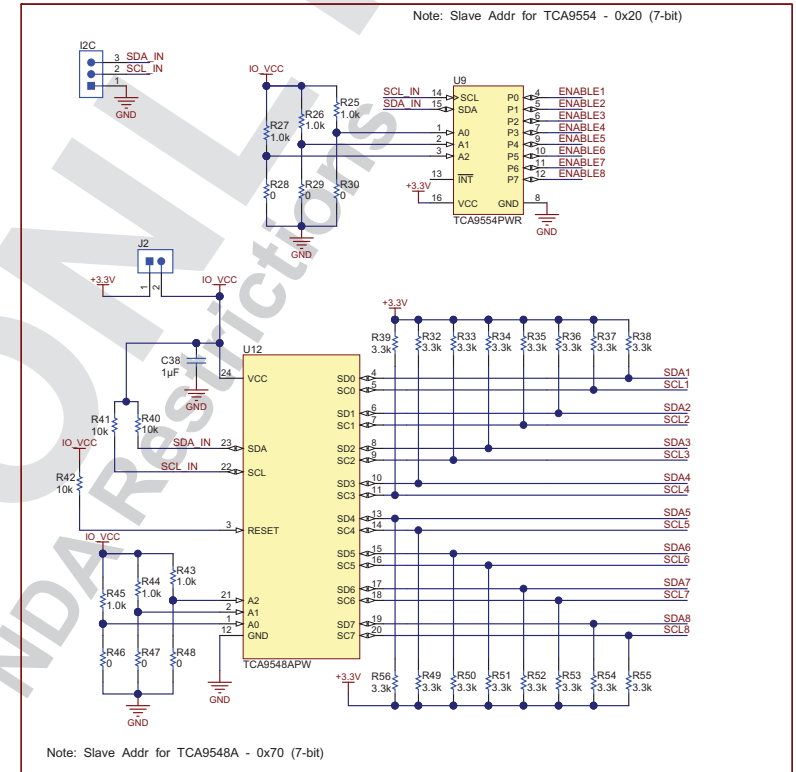 Note: Slave Addr for TCA9554 - 0x20 (7-bit)
I2C
3 SDA_IN
2 SCL_IN
1
GND
IO_VCC
R27
1.0k
R26
1.0k
R25
1.0k
R28
0
R29
0
R30
0
GND
U9
SCL_IN 14 SCL P0 4 ENABLE1
SDA_IN 15 SDA P1 5 ENABLE2
P2 6 ENABLE3
1 A0 P3 7 ENABLE4
2 A1 P4 9 ENABLE5
3 A2 P5 10 ENABLE6
P6 11 ENABLE7
13 INT P7 12 ENABLE8
+3.3V
16 VCC GND 8
TCA9554PWR
GND
J2
+3.3V
1
2
IO_VCC
C38
1µF
GND
R41
10k
R40
10k
IO_VCC
R42
10k
SDA_IN
SCL_IN
U12
24 VCC
23 SDA
22 SCL
3 RESET
21 A2
2 A1
1 A0
12 GND
TCA9548APW
GND
IO_VCC
R45
1.0k
R44
1.0k
R43
1.0k
R46
0
R47
0
R48
0
GND
+3.3V
R39
3.3k
R32
3.3k
R33
3.3k
R34
3.3k
R35
3.3k
R36
3.3k
R37
3.3k
R38
3.3k
SD0 4 SDA1
SC0 5 SCL1
SD1 6 SDA2
SC1 7 SCL2
SD2 8 SDA3
SC2 9 SCL3
SD3 10 SDA4
SC3 11 SCL4
SD4 13 SDA5
SC4 14 SCL5
SD5 15 SDA6
SC5 16 SCL6
SD6 17 SDA7
SC6 18 SCL7
SD7 19 SDA8
SC7 20 SCL8
+3.3V
R56
3.3k
R49
3.3k
R50
3.3k
R51
3.3k
R52
3.3k
R53
3.3k
R54
3.3k
R55
3.3k
Note: Slave Addr for TCA9548A - 0x70 (7-bit)
NDA Restrictions